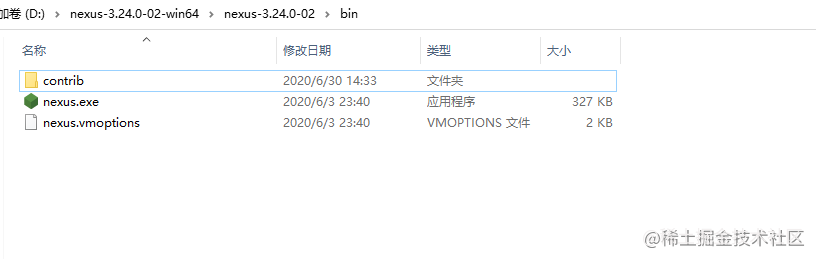 加卷 (D:) > nexus-3.24.0-02-win64 > nexus-3.24.0-02 > bin
名称 修改日期 类型 大小
contrib 2020/6/30 14:33 文件夹
nexus.exe 2020/6/3 23:40 应用程序 327 KB
nexus.vmoptions 2020/6/3 23:40 VMOPTIONS 文件 2 KB
@稀土掘金技术社区